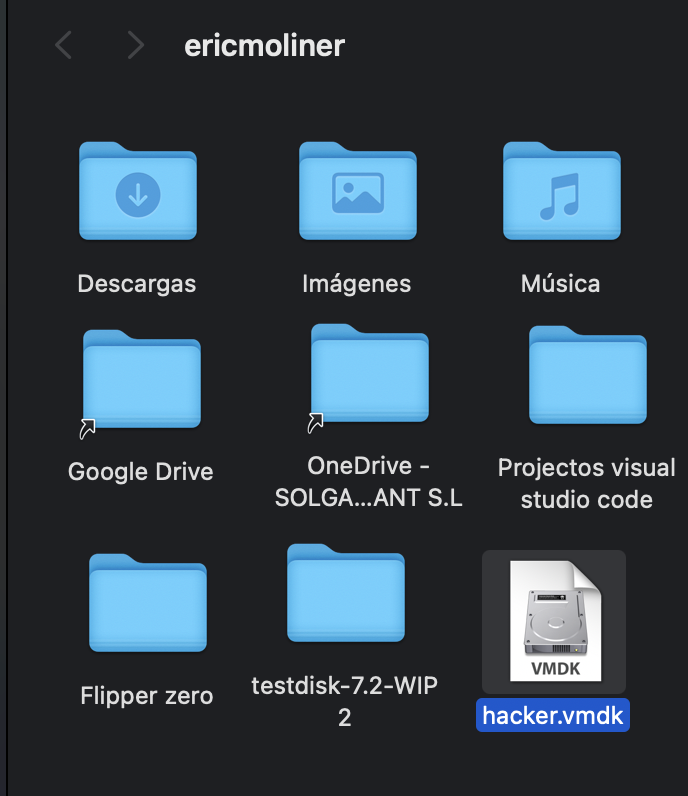 ericmoliner
Descargas
Imágenes
Música
Google Drive
OneDrive -
SOLGA...ANT S.L
Projectos visual
studio code
Flipper zero
testdisk-7.2-WIP
2
VMDK
hacker.vmdk